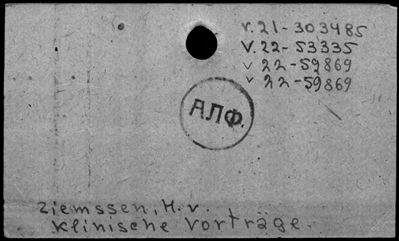 v. 21-303485
V. 22-53335
v 22-59869
v 22-59869
АЛФ.
Ziemssen, H. v.
Klinische Vorträge.